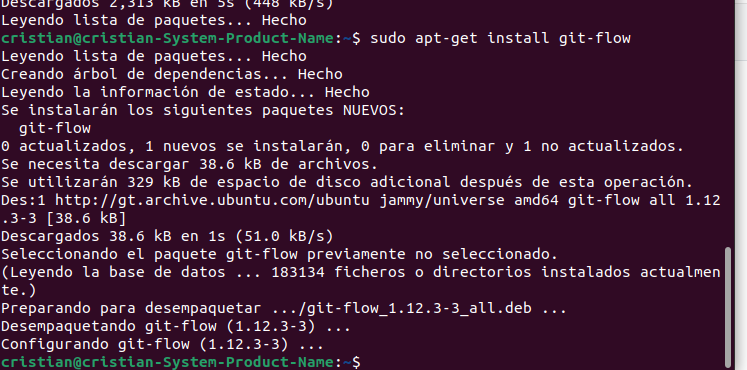 Descargados 2,313 kB en 5s (448 kB/s)
Leyendo lista de paquetes... Hecho
cristian@cristian-System-Product-Name:~$ sudo apt-get install git-flow
Leyendo lista de paquetes... Hecho
Creando árbol de dependencias... Hecho
Leyendo la información de estado... Hecho
Se instalarán los siguientes paquetes NUEVOS:
  git-flow
0 actualizados, 1 nuevos se instalarán, 0 para eliminar y 1 no actualizados.
Se necesita descargar 38.6 kB de archivos.
Se utilizarán 329 kB de espacio de disco adicional después de esta operación.
Des:1 http://gt.archive.ubuntu.com/ubuntu jammy/universe amd64 git-flow all 1.12
.3-3 [38.6 kB]
Descargados 38.6 kB en 1s (51.0 kB/s)
Seleccionando el paquete git-flow previamente no seleccionado.
(Leyendo la base de datos ... 183134 ficheros o directorios instalados actualmen
te.)
Preparando para desempaquetar .../git-flow_1.12.3-3_all.deb ...
Desempaquetando git-flow (1.12.3-3) ...
Configurando git-flow (1.12.3-3) ...
cristian@cristian-System-Product-Name:~$